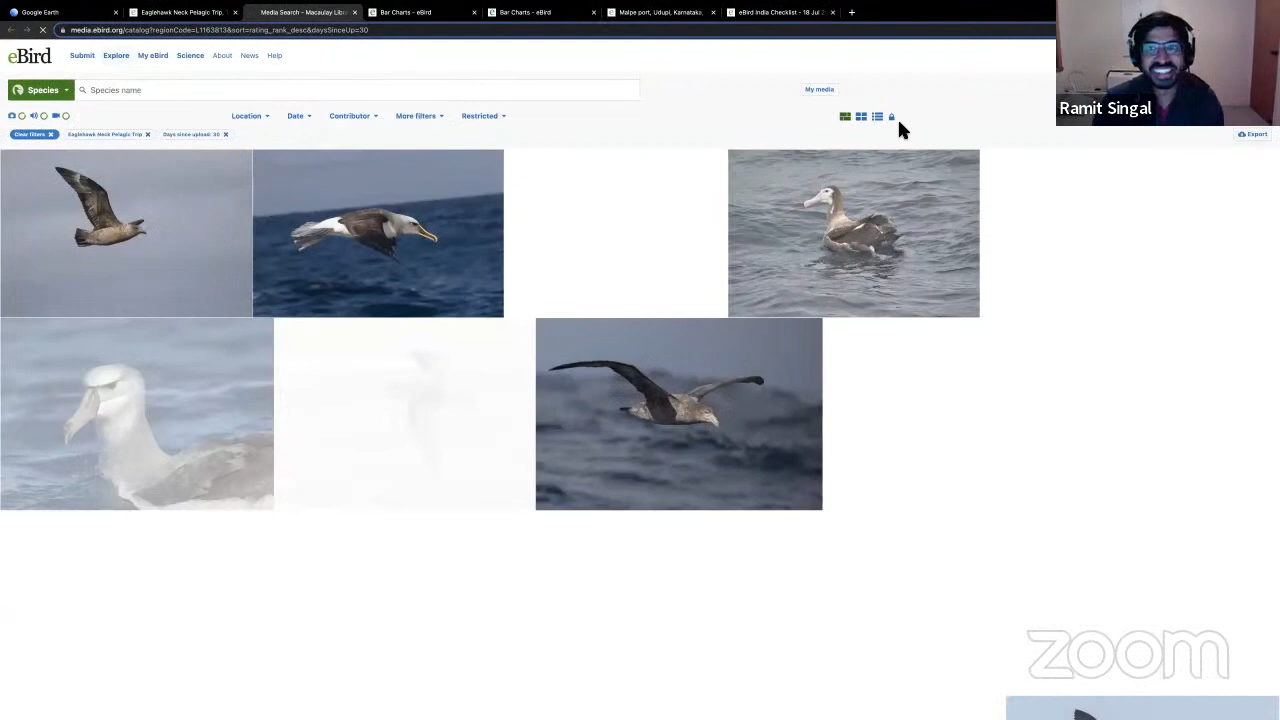 Google Earth
Eaglehawk Neck Pelagic Trip,
Media Search – Macaulay Libra
Bar Charts – eBird
Bar Charts – eBird
Malpe port, Udupi, Karnataka,
eBird India Checklist – 18 Jul 2
media.ebird.org/catalog?regionCode=L1163813&sort=rating_rank_desc&daysSinceUp=30
eBird
Submit
Explore
My eBird
Science
About
News
Help
Species
Species name
My media
Ramit Singal
Location
Date
Contributor
More filters
Restricted
Clear filters
Eaglehawk Neck Pelagic Trip
Days since upload: 30
Export
zoom